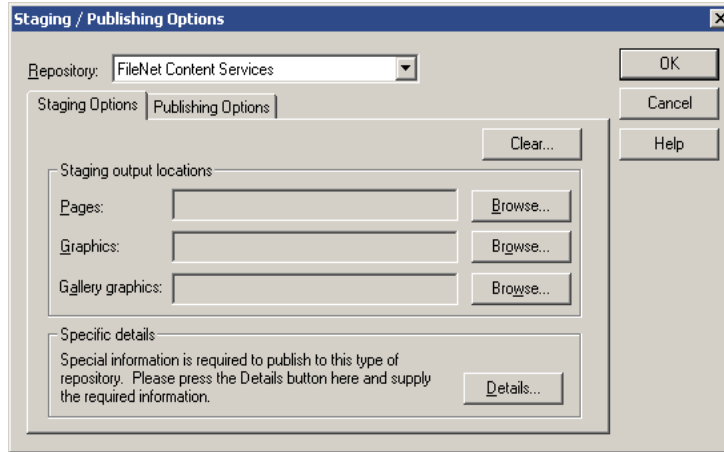 Staging / Publishing Options
Repository: FileNet Content Services
OK
Staging Options Publishing Options
Cancel
Clear...
Help
Staging output locations
Pages: Browse...
Graphics: Browse...
Gallery graphics: Browse...
Specific details
Special information is required to publish to this type of
repository. Please press the Details button here and supply
the required information.
Details...